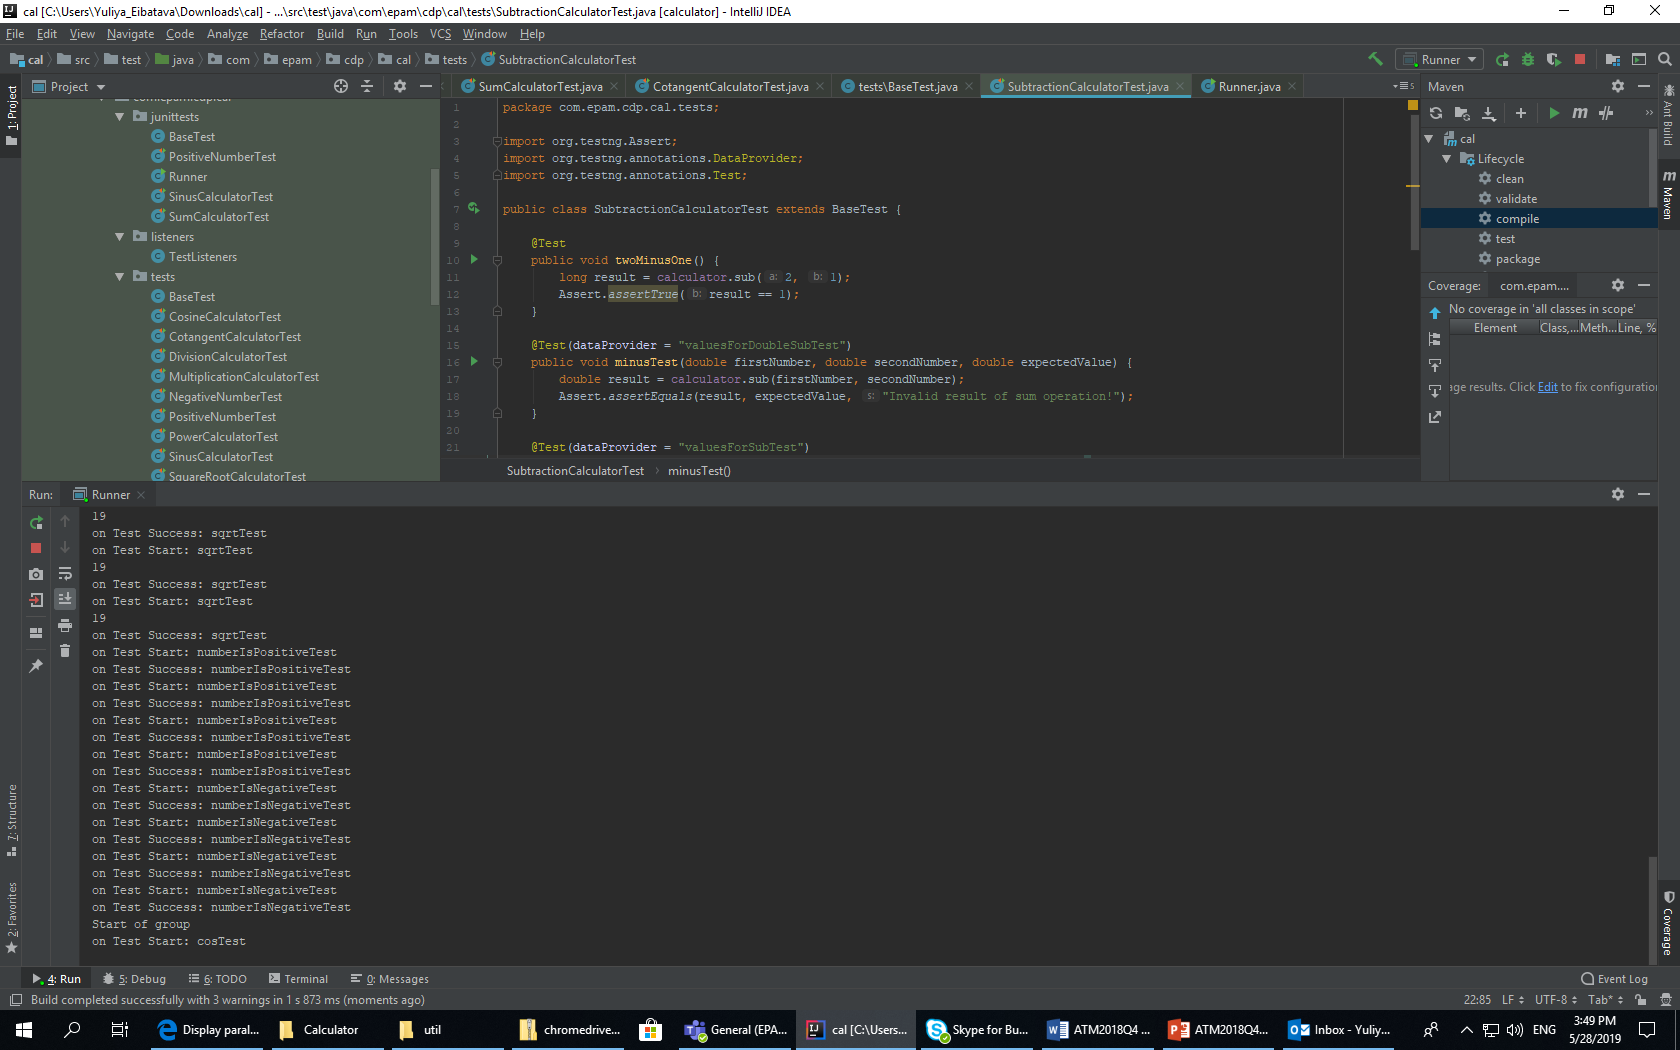 cal [C:\Users\Yuliya_Eibatava\Downloads\cal] - ...\src\test\java\com\epam\cdp\cal\tests\SubtractionCalculatorTest.java [calculator] - IntelliJ IDEA
File Edit View Navigate Code Analyze Refactor Build Run Tools VCS Window Help
cal src test java com epam cdp cal tests SubtractionCalculatorTest
Runner
Project
SumCalculatorTest.java CotangentCalculatorTest.java tests\BaseTest.java SubtractionCalculatorTest.java Runner.java
5
Maven
1: Project
junittests
BaseTest
PositiveNumberTest
Runner
SinusCalculatorTest
SumCalculatorTest
listeners
TestListeners
tests
BaseTest
CosineCalculatorTest
CotangentCalculatorTest
DivisionCalculatorTest
MultiplicationCalculatorTest
NegativeNumberTest
PositiveNumberTest
PowerCalculatorTest
SinusCalculatorTest
SquareRootCalculatorTest
1 package com.epam.cdp.cal.tests;
2
3 import org.testng.Assert;
4 import org.testng.annotations.DataProvider;
5 import org.testng.annotations.Test;
6
7 public class SubtractionCalculatorTest extends BaseTest {
8
9 @Test
10 public void twoMinusOne() {
11 long result = calculator.sub( a: 2, b: 1);
12 Assert.assertTrue( b: result == 1);
13 }
14
15 @Test(dataProvider = "valuesForDoubleSubTest")
16 public void minusTest(double firstNumber, double secondNumber, double expectedValue) {
17 double result = calculator.sub(firstNumber, secondNumber);
18 Assert.assertEquals(result, expectedValue, s: "Invalid result of sum operation!");
19 }
20
21 @Test(dataProvider = "valuesForSubTest")
SubtractionCalculatorTest › minusTest()
cal
Lifecycle
clean
validate
compile
test
package
Coverage: com.epam....
No coverage in 'all classes in scope'
Element Class,... Meth... Line, %
age results. Click Edit to fix configuration
Ant Build
Maven
Coverage
Run: Runner
19
on Test Success: sqrtTest
on Test Start: sqrtTest
19
on Test Success: sqrtTest
on Test Start: sqrtTest
19
on Test Success: sqrtTest
on Test Start: numberIsPositiveTest
on Test Success: numberIsPositiveTest
on Test Start: numberIsPositiveTest
on Test Success: numberIsPositiveTest
on Test Start: numberIsPositiveTest
on Test Success: numberIsPositiveTest
on Test Start: numberIsPositiveTest
on Test Success: numberIsPositiveTest
on Test Start: numberIsNegativeTest
on Test Success: numberIsNegativeTest
on Test Start: numberIsNegativeTest
on Test Success: numberIsNegativeTest
on Test Start: numberIsNegativeTest
on Test Success: numberIsNegativeTest
on Test Start: numberIsNegativeTest
on Test Success: numberIsNegativeTest
Start of group
on Test Start: cosTest
7: Structure
2: Favorites
4: Run 5: Debug 6: TODO Terminal 0: Messages Event Log
Build completed successfully with 3 warnings in 1 s 873 ms (moments ago) 22:85 LF UTF-8 Tab*
Display paral... Calculator util chromedrive... General (EPA... cal [C:\Users... Skype for Bu... ATM2018Q4 ... ATM2018Q4... Inbox - Yuliy... ENG
3:49 PM
5/28/2019